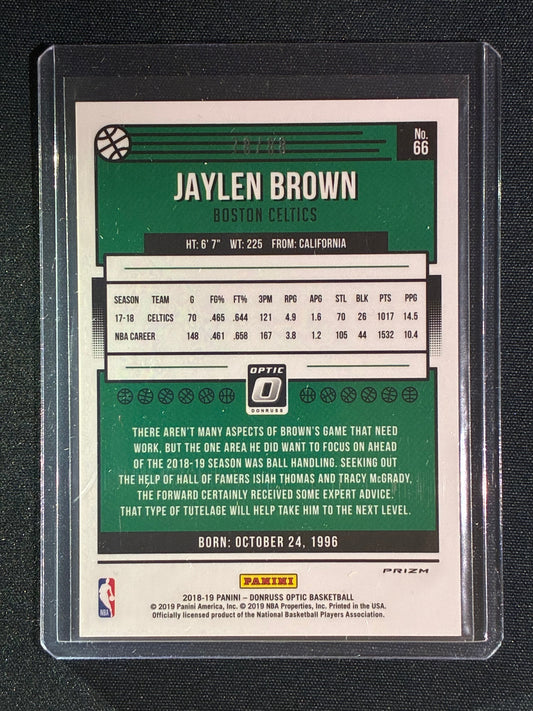 No.
66
JAYLEN BROWN
BOSTON CELTICS
HT: 6' 7" WT: 225 FROM: CALIFORNIA
SEASON TEAM G FG% FT% 3PM RPG APG STL BLK PTS PPG
17-18 CELTICS 70 .465 .644 121 4.9 1.6 70 26 1017 14.5
NBA CAREER 148 .461 .658 167 3.8 1.2 105 44 1532 10.4
OPTIC
DONRUSS
THERE AREN'T MANY ASPECTS OF BROWN'S GAME THAT NEED
WORK, BUT THE ONE AREA HE DID WANT TO FOCUS ON AHEAD
OF THE 2018-19 SEASON WAS BALL HANDLING. SEEKING OUT
THE HELP OF HALL OF FAMERS ISIAH THOMAS AND TRACY McGRADY,
THE FORWARD CERTAINLY RECEIVED SOME EXPERT ADVICE.
THAT TYPE OF TUTELAGE WILL HELP TAKE HIM TO THE NEXT LEVEL.
BORN: OCTOBER 24, 1996
PRIZM
PANINI
NBA
2018-19 PANINI – DONRUSS OPTIC BASKETBALL
© 2019 Panini America, Inc. © 2019 NBA Properties, Inc. Printed in the USA.
Officially licensed product of the National Basketball Players Association.